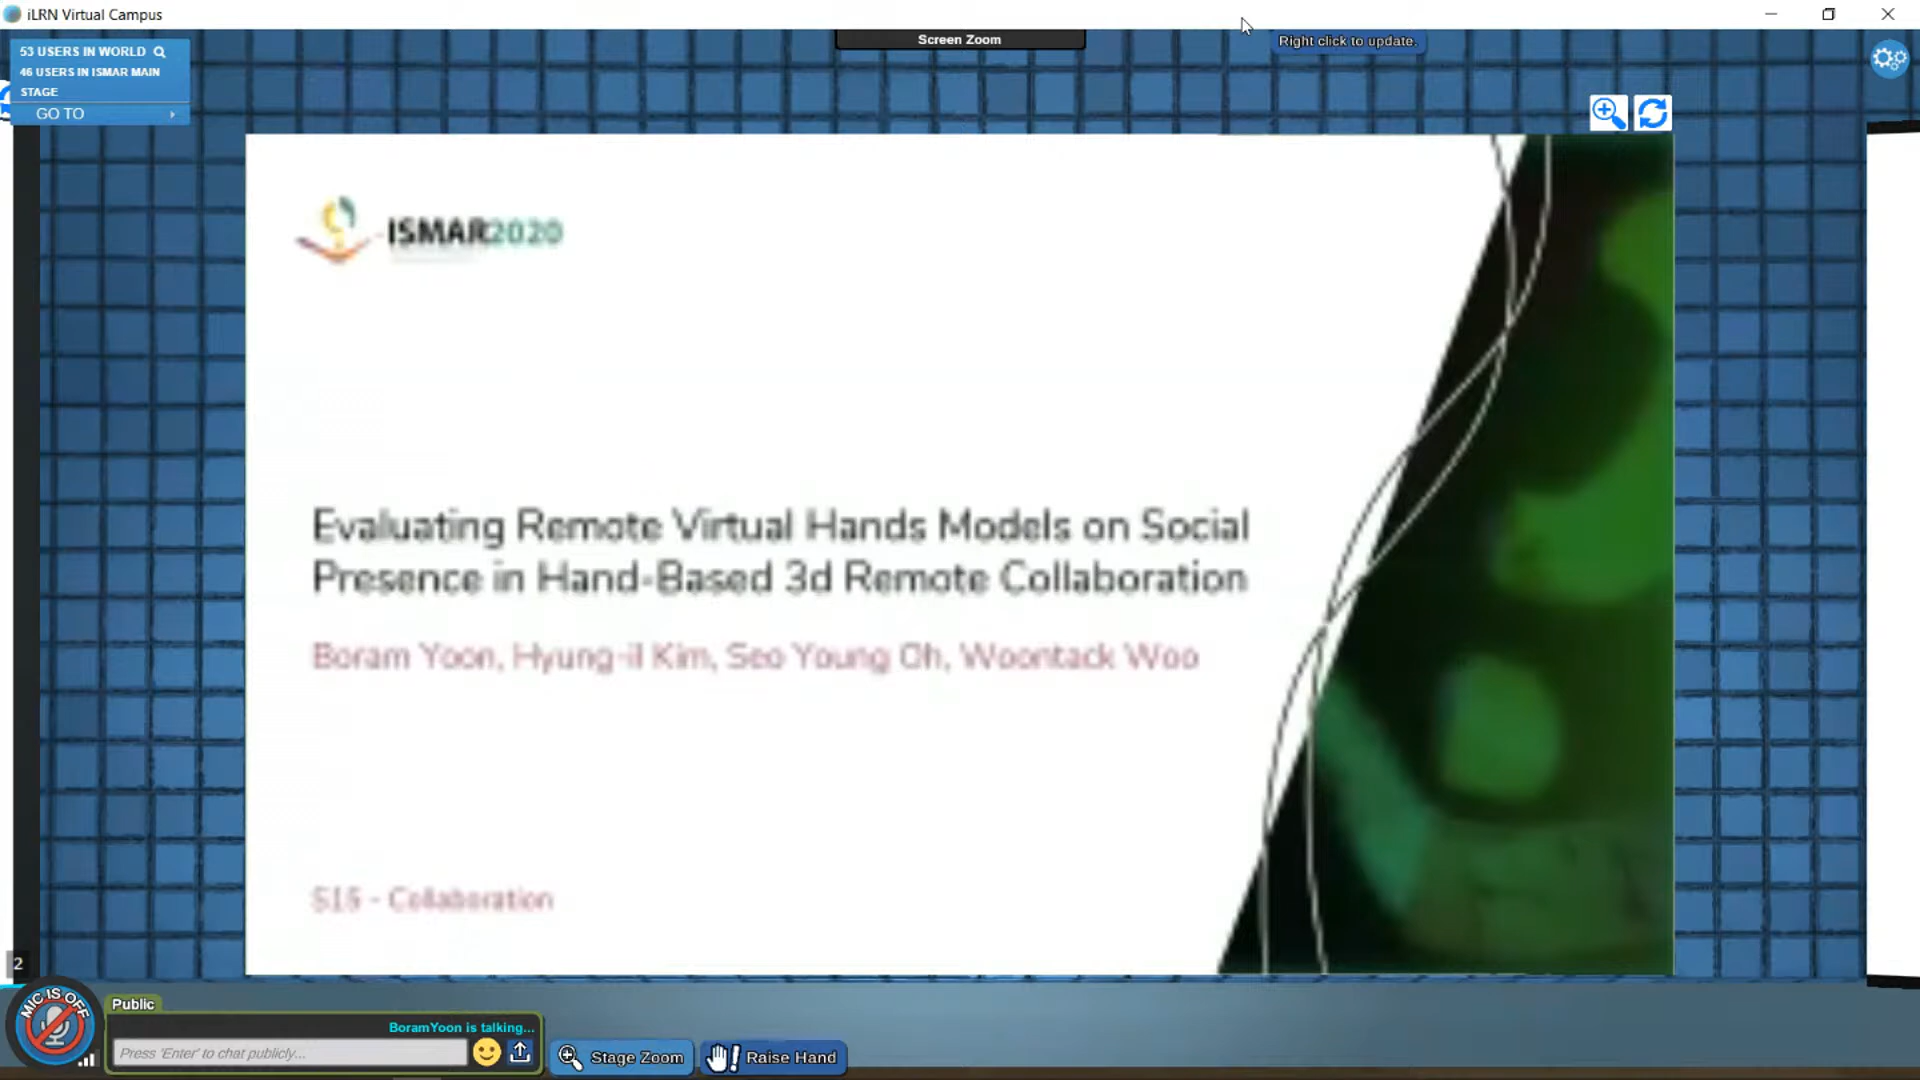 iLRN Virtual Campus
53 USERS IN WORLD
46 USERS IN ISMAR MAIN
STAGE
GO TO
Screen Zoom
Right click to update.
ISMAR2020
Evaluating Remote Virtual Hands Models on Social
Presence in Hand-Based 3d Remote Collaboration
Boram Yoon, Hyung-il Kim, Seo Young Oh, Woontack Woo
S15 - Collaboration
2
MIC IS OFF
Public
BoramYoon is talking...
Press 'Enter' to chat publicly...
Stage Zoom
Raise Hand